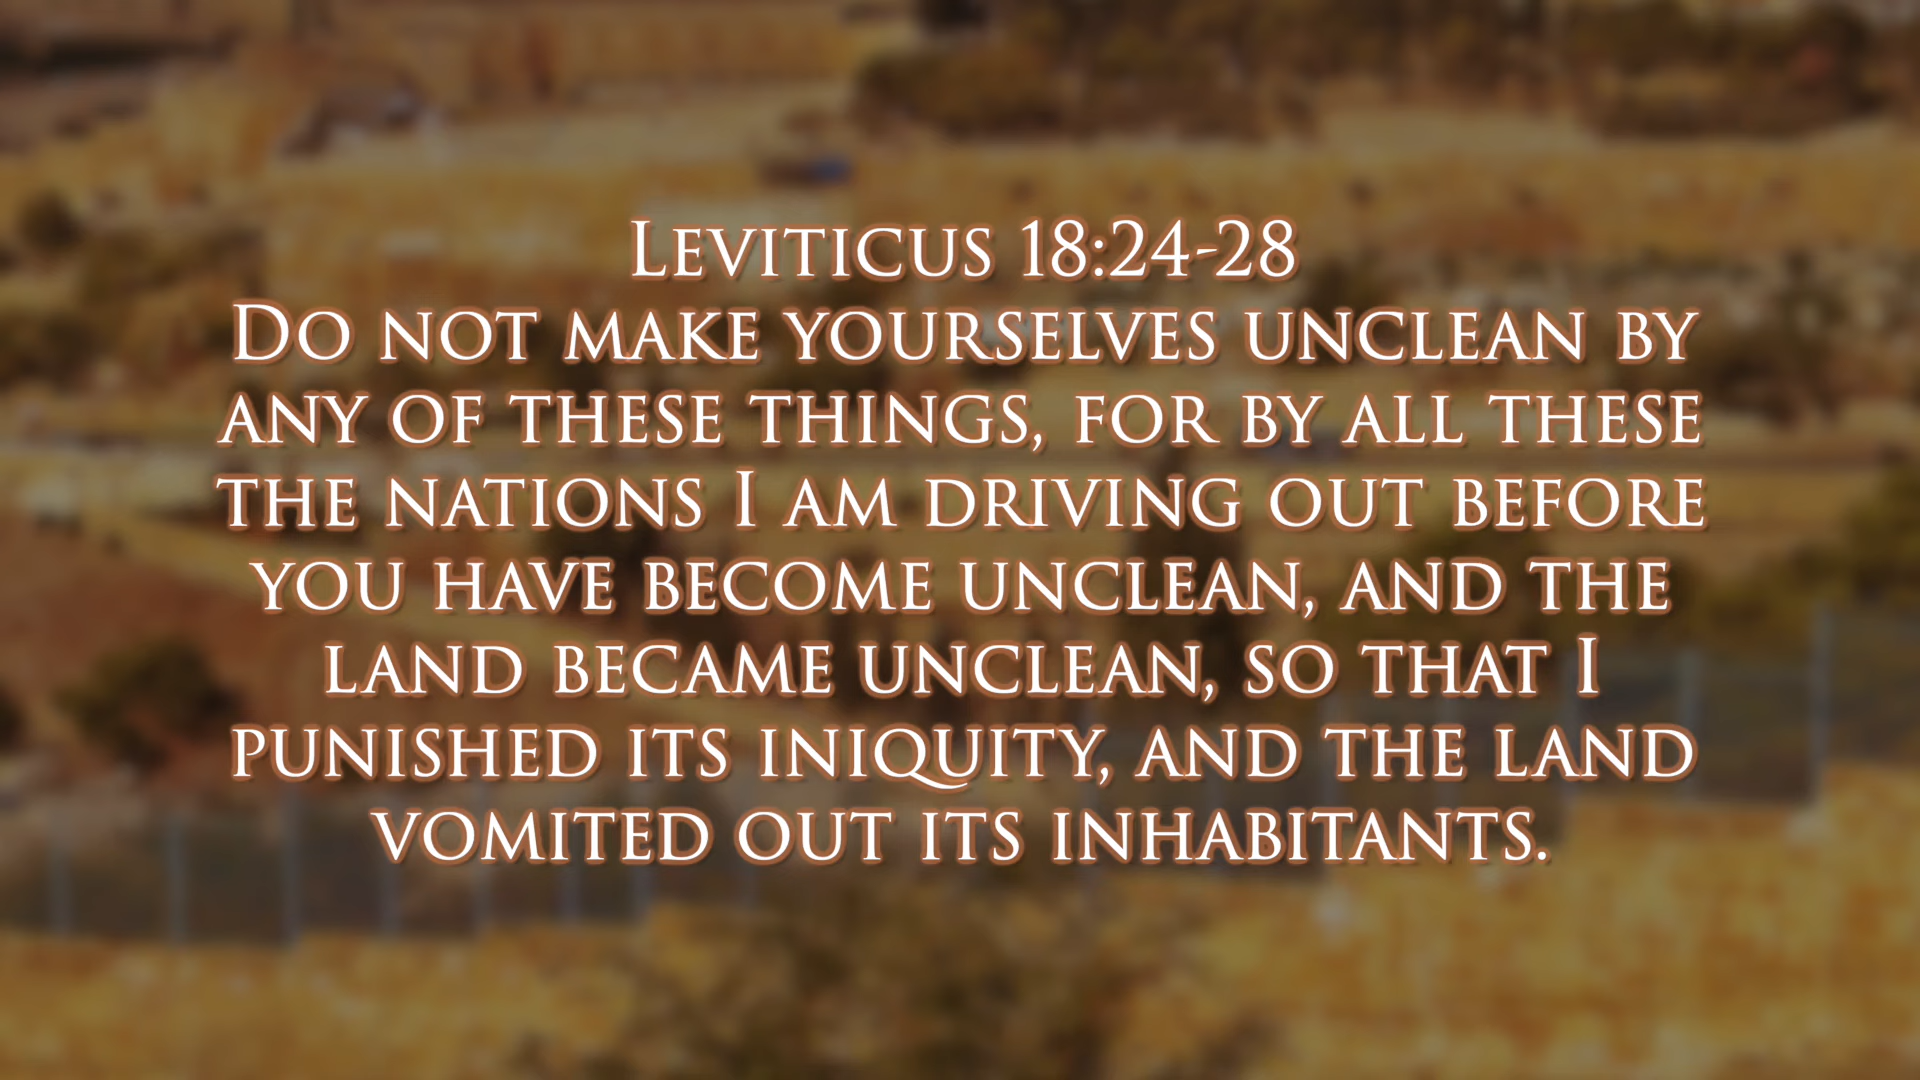 Leviticus 18:24-28
Do not make yourselves unclean by
any of these things, for by all these
the nations I am driving out before
you have become unclean, and the
land became unclean, so that I
punished its iniquity, and the land
vomited out its inhabitants.